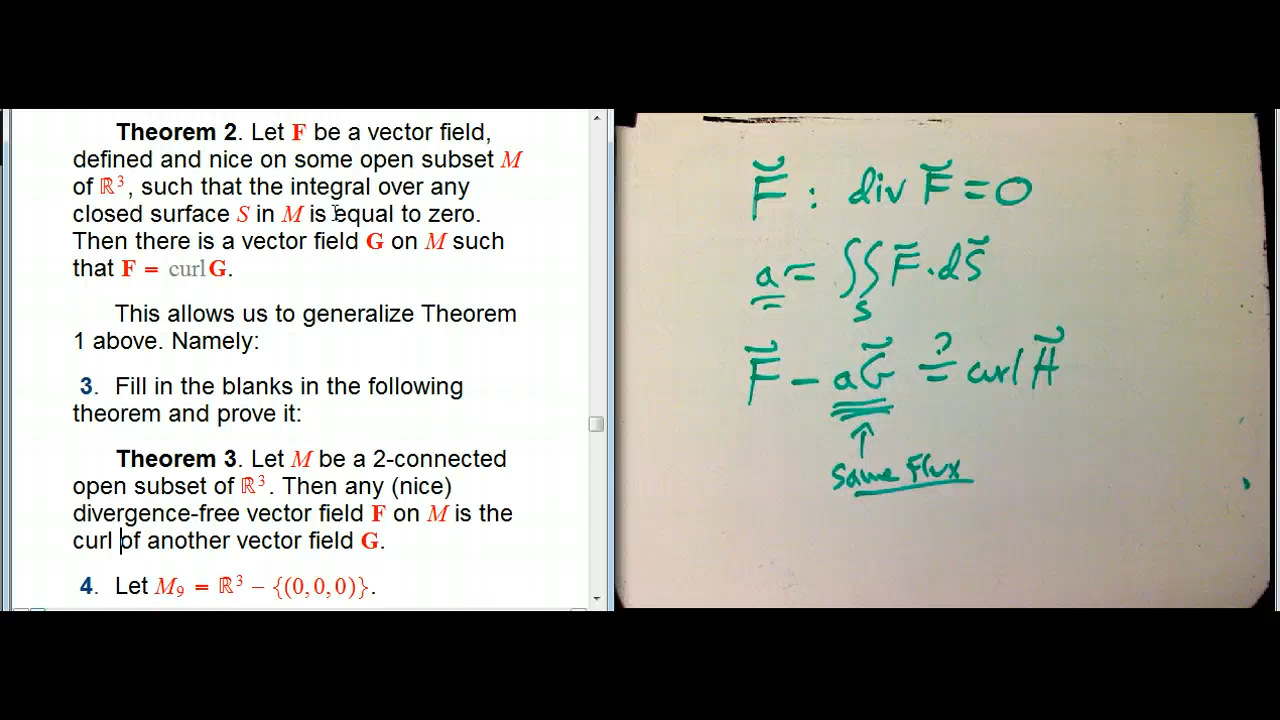 Theorem 2. Let F be a vector field,
defined and nice on some open subset M
of ℝ³, such that the integral over any
closed surface S in M is equal to zero.
Then there is a vector field G on M such
that F = curl G.
This allows us to generalize Theorem
1 above. Namely:
3. Fill in the blanks in the following
theorem and prove it:
Theorem 3. Let M be a 2-connected
open subset of ℝ³. Then any (nice)
divergence-free vector field F on M is the
curl of another vector field G.
4. Let M₉ = ℝ³ − {(0,0,0)}.
F̆ : div F̆ = 0
a = ∬_S F̆ · dS̆
F̆ − aĞ ≟ curl H̆
↑
same flux